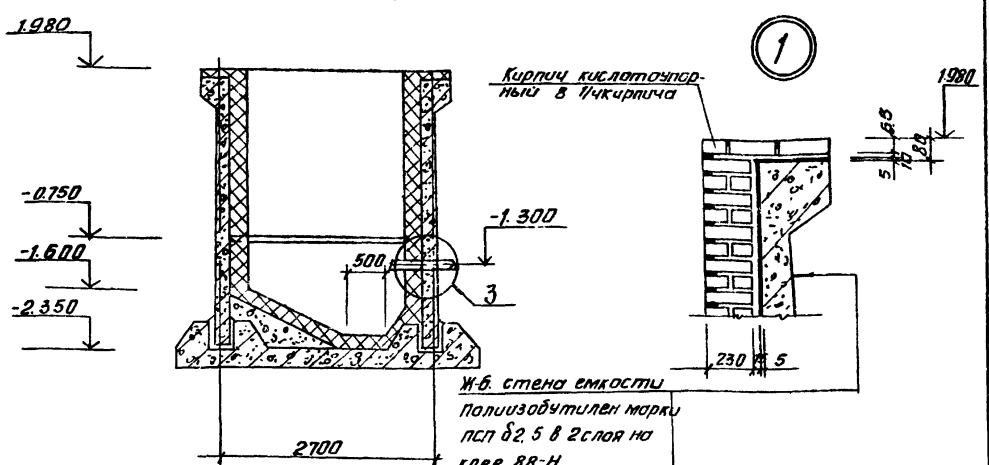 1.980
-0.750
-1.600
-2.350
500
-1.300
3
2700
1
Кирпич кислотоупор-
ный в 1/4кирпича
1.980
65
80
5
10
230
5
Ж-б. стена емкости
Полиизобутилен марки
псп δ2,5 в 2 слоя на
клее 88-Н